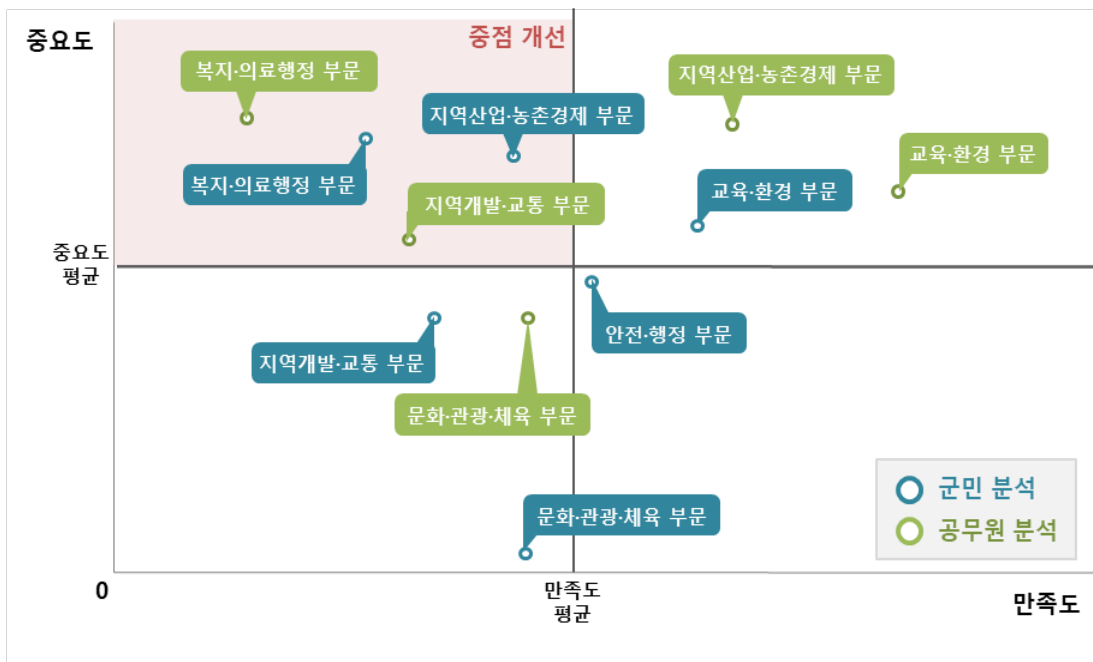 중요도
중점 개선
복지·의료행정 부문
지역산업·농촌경제 부문
지역산업·농촌경제 부문
교육·환경 부문
복지·의료행정 부문
교육·환경 부문
지역개발·교통 부문
중요도
평균
안전·행정 부문
지역개발·교통 부문
문화·관광·체육 부문
군민 분석
문화·관광·체육 부문
공무원 분석
0
만족도
평균
만족도